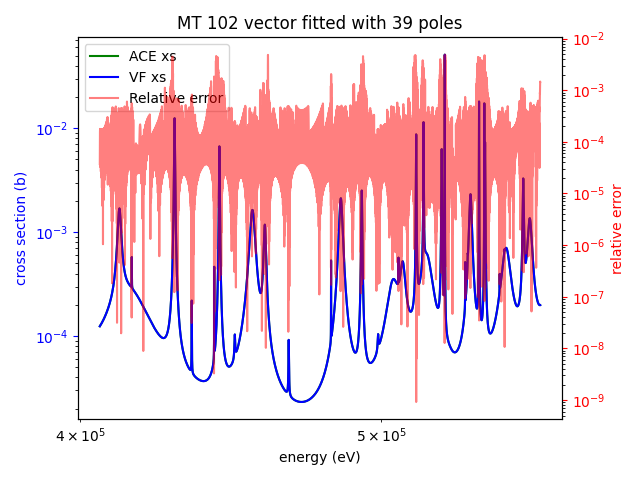 MT 102 vector fitted with 39 poles
ACE xs
VF xs
Relative error
cross section (b)
10⁻²
10⁻³
10⁻⁴
relative error
10⁻²
10⁻³
10⁻⁴
10⁻⁵
10⁻⁶
10⁻⁷
10⁻⁸
10⁻⁹
4 × 10⁵
5 × 10⁵
energy (eV)